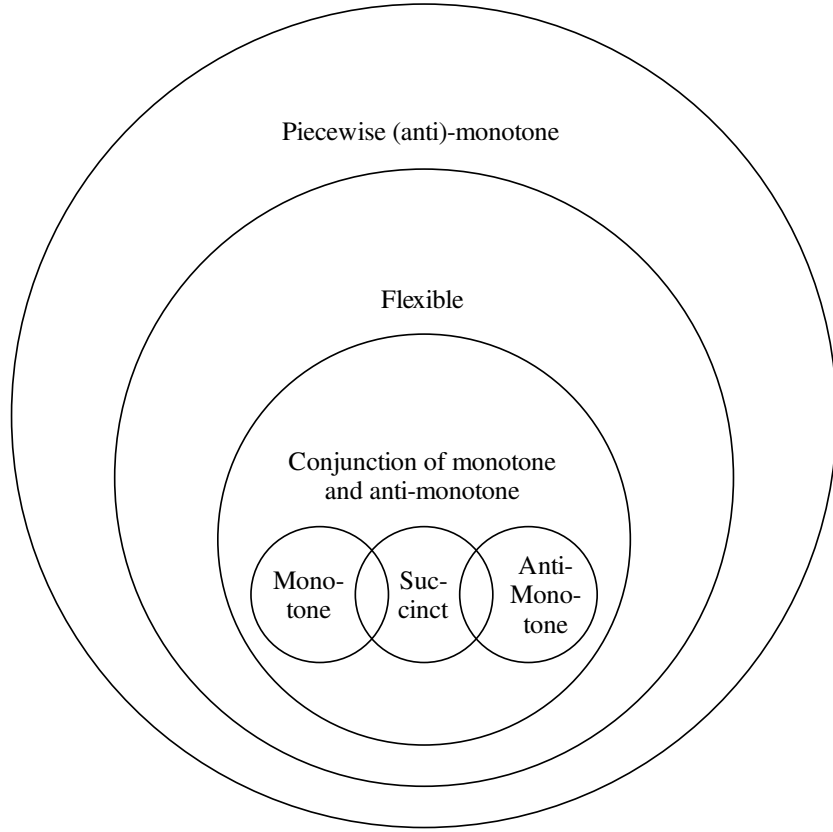 Piecewise (anti)-monotone
Flexible
Conjunction of monotone
and anti-monotone
Mono-
tone
Suc-
cinct
Anti-
Mono-
tone